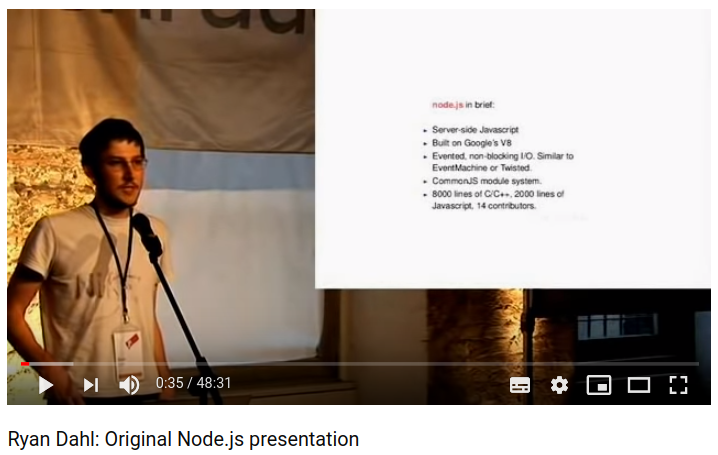 node.js in brief:
Server-side Javascript
Built on Google's V8
Evented, non-blocking I/O. Similar to
EventMachine or Twisted.
CommonJS module system.
8000 lines of C/C++, 2000 lines of
Javascript, 14 contributors.
0:35 / 48:31
Ryan Dahl: Original Node.js presentation